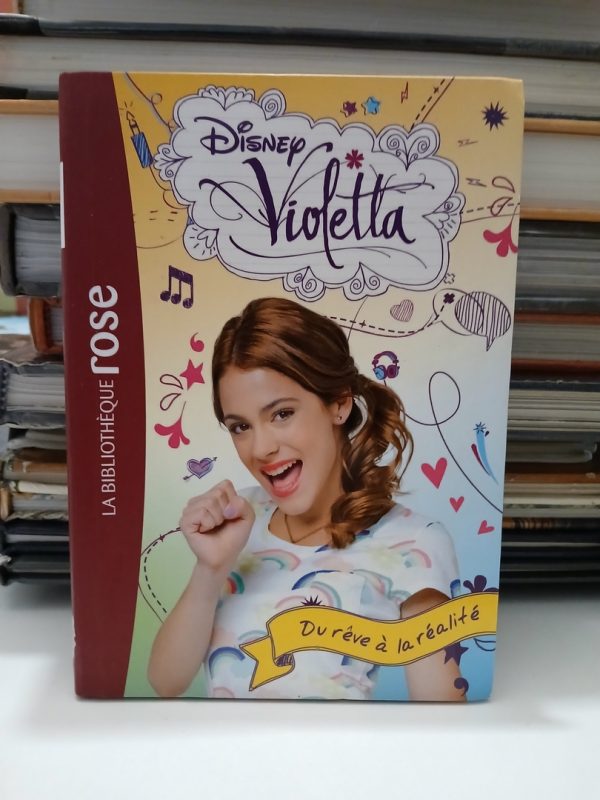 Disney
Violetta
LA BIBLIOTHÈQUE rose
Du rêve à la réalité